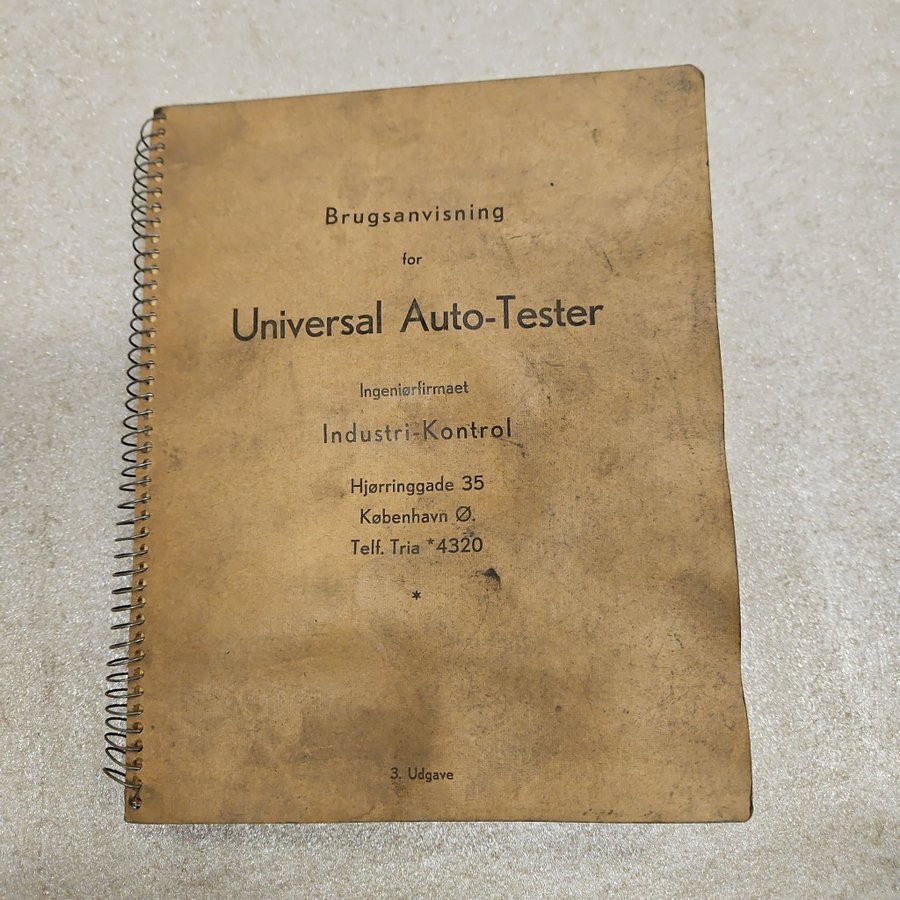 Brugsanvisning
for
Universal Auto-Tester
Ingeniørfirmaet
Industri-Kontrol
Hjørringgade 35
København Ø.
Telf. Tria *4320
*
3. Udgave